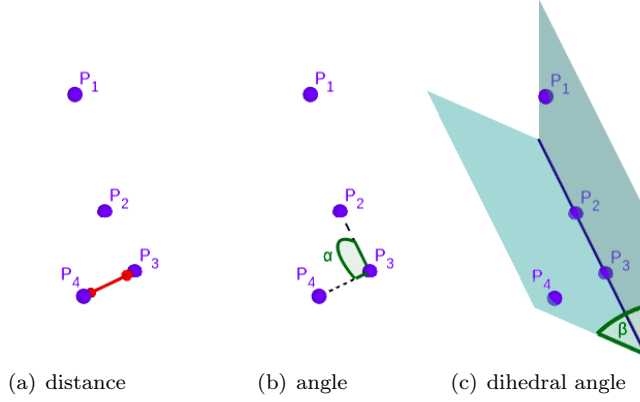 P1
P1
P1
P2
P2
P2
P3
P3
P3
P4
P4
P4
α
β
(a) distance
(b) angle
(c) dihedral angle